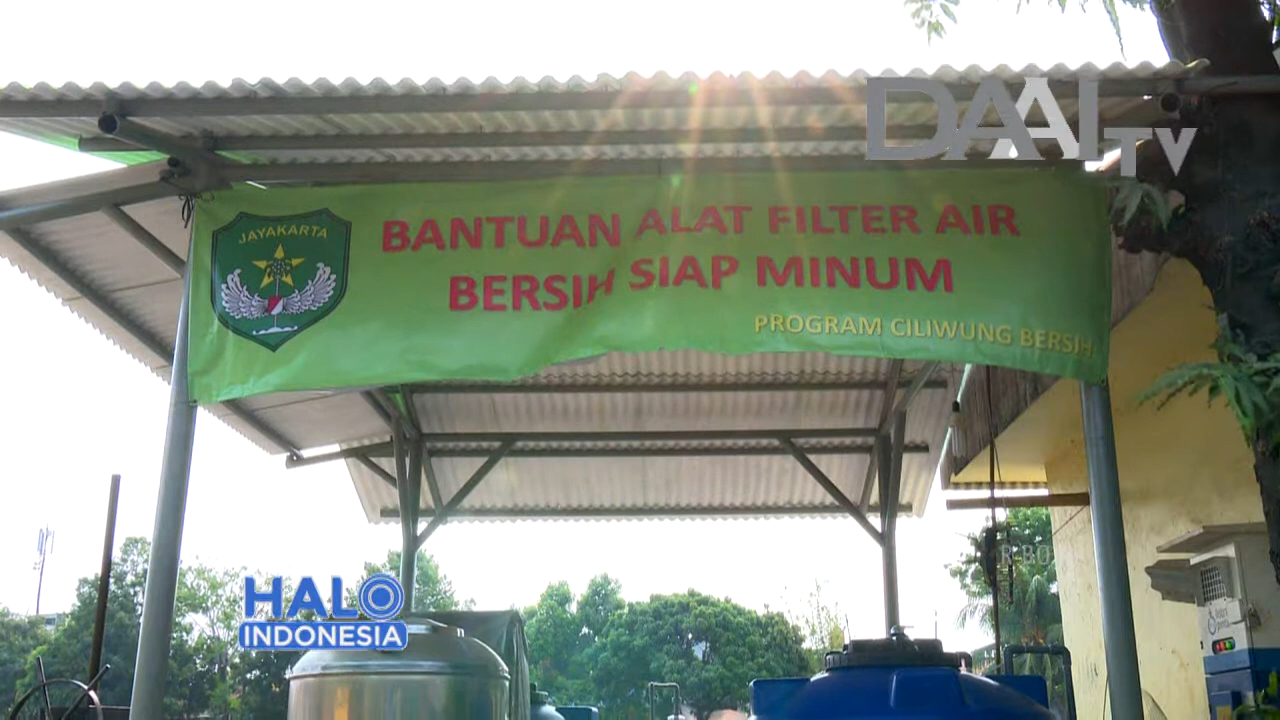 DAAI TV
JAYAKARTA
BANTUAN ALAT FILTER AIR
BERSIH SIAP MINUM
PROGRAM CILIWUNG BERSIH
HALO
INDONESIA